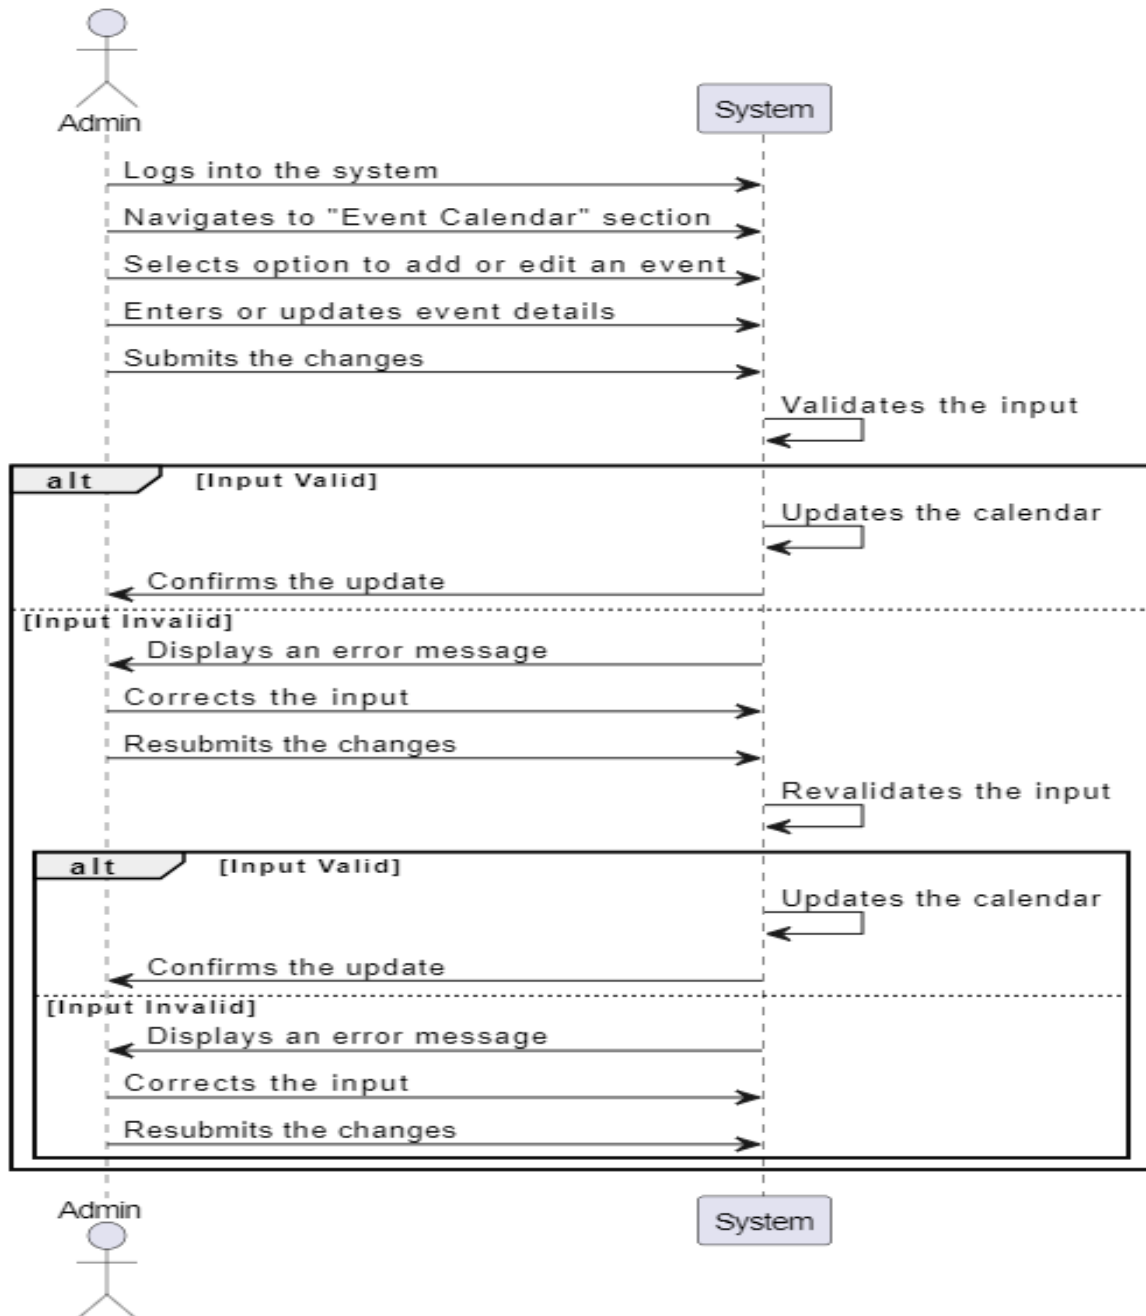 Admin
System
Logs into the system
Navigates to "Event Calendar" section
Selects option to add or edit an event
Enters or updates event details
Submits the changes
Validates the input
alt [Input Valid]
Updates the calendar
Confirms the update
[Input Invalid]
Displays an error message
Corrects the input
Resubmits the changes
Revalidates the input
alt [Input Valid]
Updates the calendar
Confirms the update
[Input Invalid]
Displays an error message
Corrects the input
Resubmits the changes
Admin
System